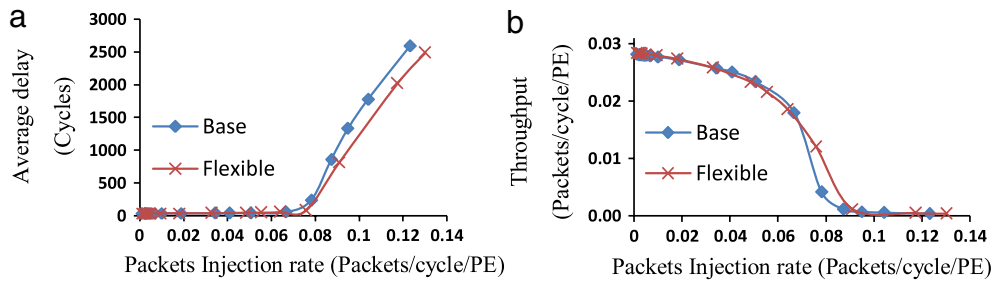 a
Average delay
(Cycles)
3000
2500
2000
1500
1000
500
0
Base
Flexible
0 0.02 0.04 0.06 0.08 0.1 0.12 0.14
Packets Injection rate (Packets/cycle/PE)
b
Throughput
(Packets/cycle/PE)
0.03
0.02
0.01
0.00
Base
Flexible
0 0.02 0.04 0.06 0.08 0.1 0.12 0.14
Packets Injection rate (Packets/cycle/PE)